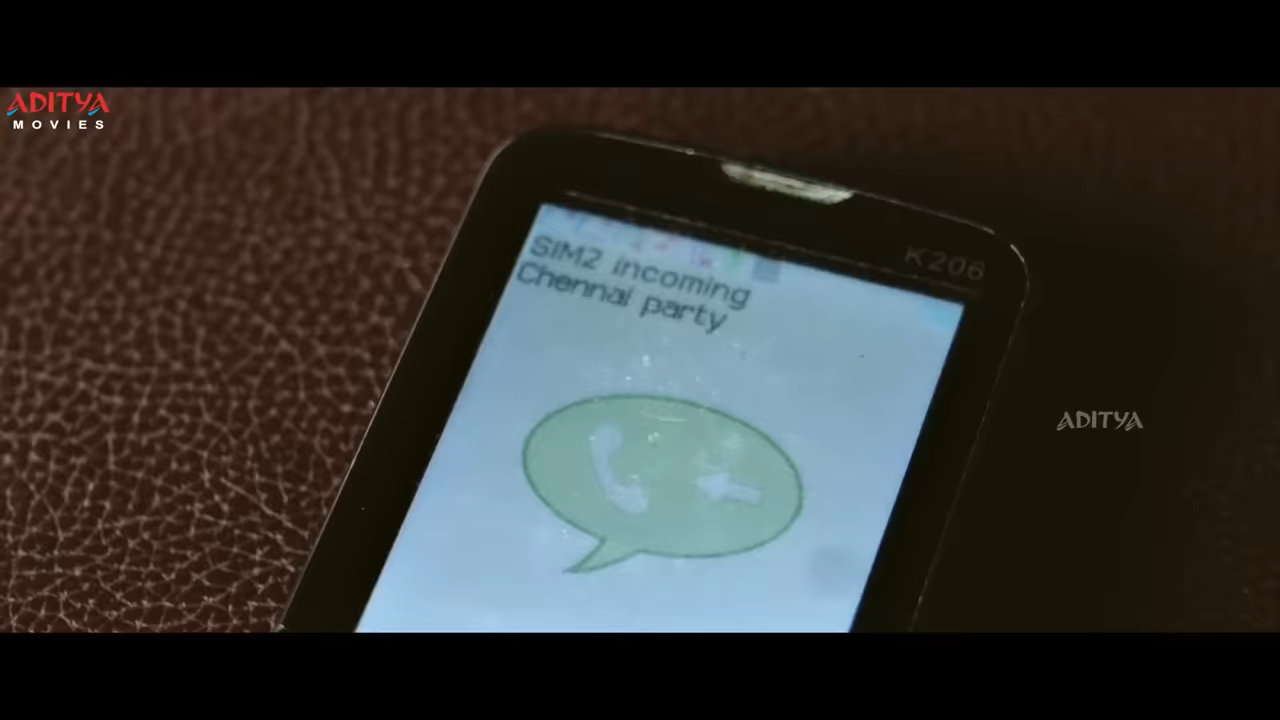 ADITYA
MOVIES
K206
SIM2 incoming
Chennai party
ADITYA